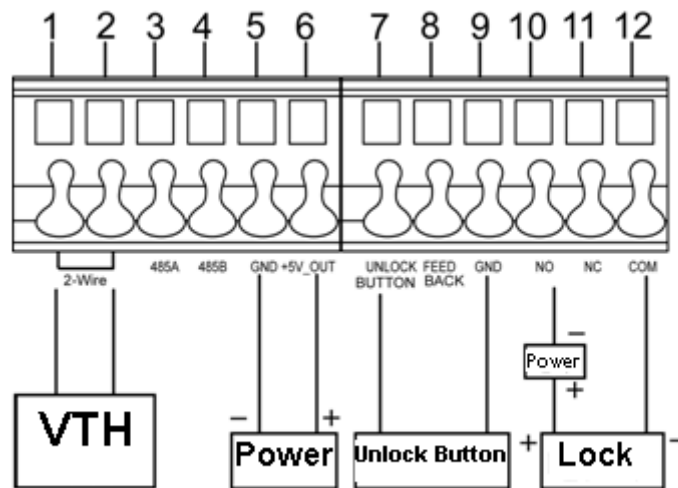 1 2 3 4 5 6 7 8 9 10 11 12
2-Wire 485A 485B GND +5V_OUT UNLOCK BUTTON FEED BACK GND NO NC COM
− Power +
VTH
− Power +
Unlock Button
+ Lock −